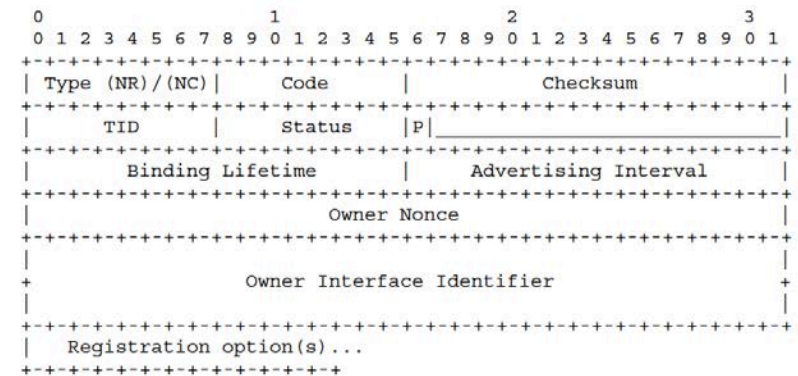 0                   1                   2                   3
 0 1 2 3 4 5 6 7 8 9 0 1 2 3 4 5 6 7 8 9 0 1 2 3 4 5 6 7 8 9 0 1
+-+-+-+-+-+-+-+-+-+-+-+-+-+-+-+-+-+-+-+-+-+-+-+-+-+-+-+-+-+-+-+-+
| Type (NR)/(NC)|     Code      |           Checksum            |
+-+-+-+-+-+-+-+-+-+-+-+-+-+-+-+-+-+-+-+-+-+-+-+-+-+-+-+-+-+-+-+-+
|      TID      |    Status     |P|_____________________________|
+-+-+-+-+-+-+-+-+-+-+-+-+-+-+-+-+-+-+-+-+-+-+-+-+-+-+-+-+-+-+-+-+
|        Binding Lifetime       |     Advertising Interval      |
+-+-+-+-+-+-+-+-+-+-+-+-+-+-+-+-+-+-+-+-+-+-+-+-+-+-+-+-+-+-+-+-+
|                         Owner Nonce                           |
+-+-+-+-+-+-+-+-+-+-+-+-+-+-+-+-+-+-+-+-+-+-+-+-+-+-+-+-+-+-+-+-+
|                                                               |
+                  Owner Interface Identifier                   +
|                                                               |
+-+-+-+-+-+-+-+-+-+-+-+-+-+-+-+-+-+-+-+-+-+-+-+-+-+-+-+-+-+-+-+-+
|   Registration option(s)...
+-+-+-+-+-+-+-+-+-+-+-+-+-+